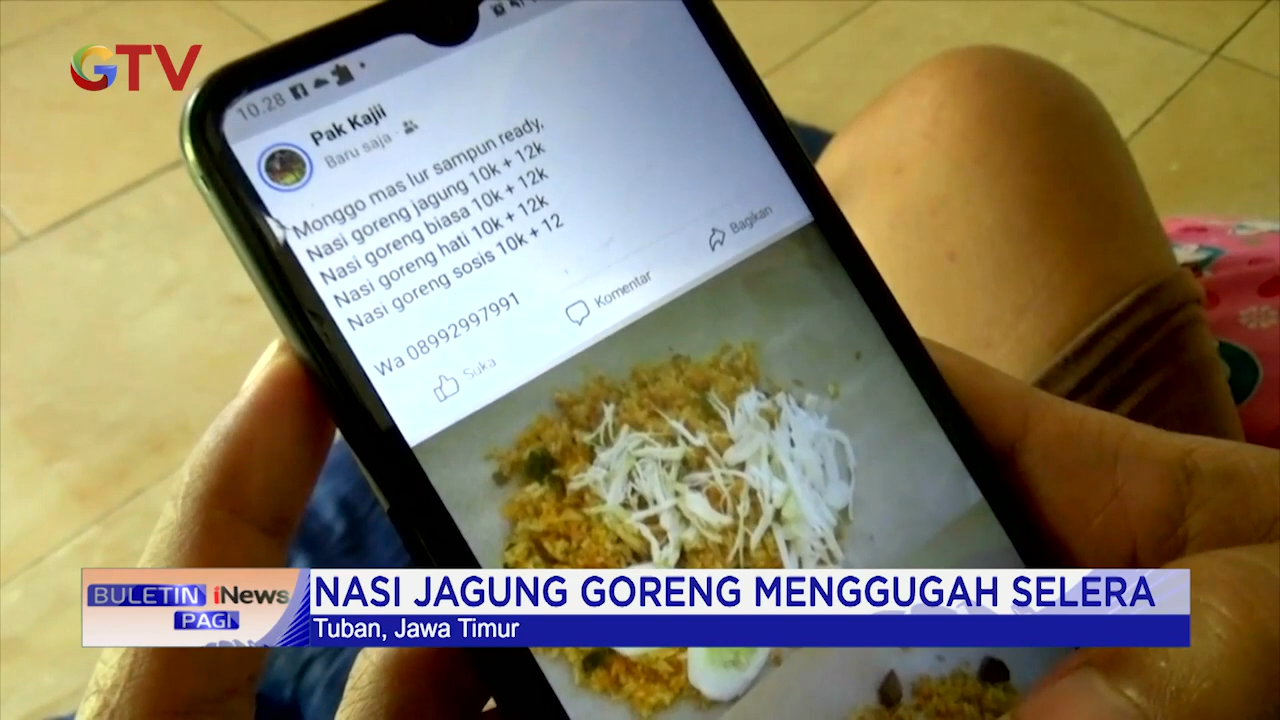 GTV
10.28
Pak Kajii
Baru saja
Monggo mas lur sampun ready,
Nasi goreng jagung 10k + 12k
Nasi goreng biasa 10k + 12k
Nasi goreng hati 10k + 12k
Nasi goreng sosis 10k + 12
Wa 08992997991
Suka
Komentar
Bagikan
BULETIN iNews
PAGI
NASI JAGUNG GORENG MENGGUGAH SELERA
Tuban, Jawa Timur